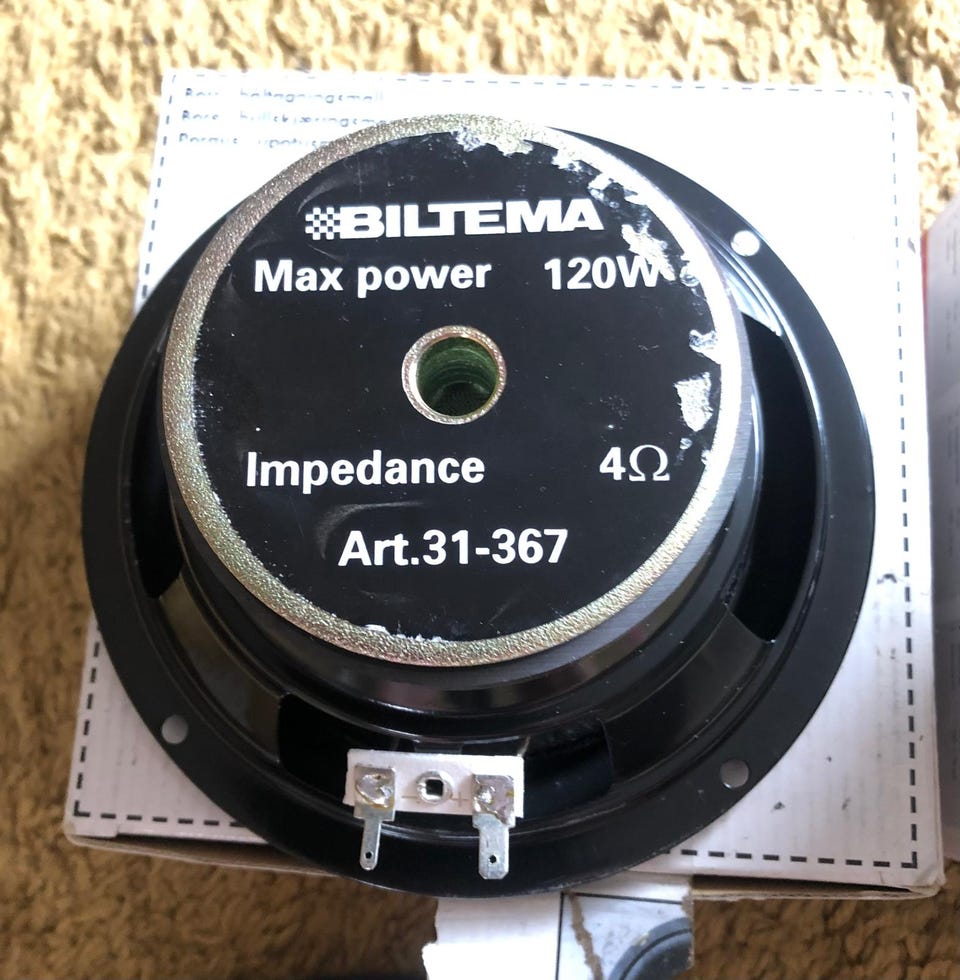 BILTEMA
Max power 120W
Impedance 4Ω
Art.31-367
+